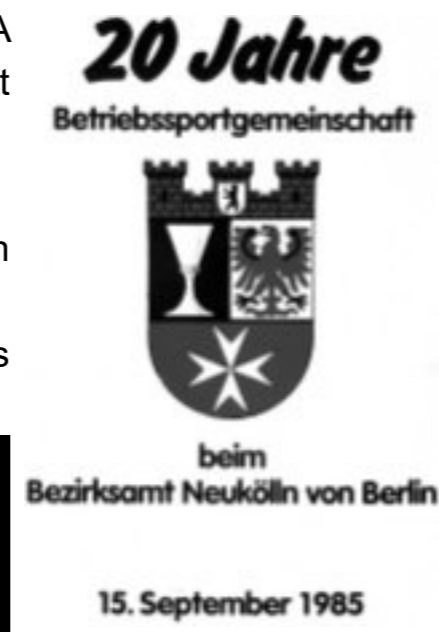 A
20 Jahre
t
Betriebssportgemeinschaft
n
s
beim
Bezirksamt Neukölln von Berlin
15. September 1985